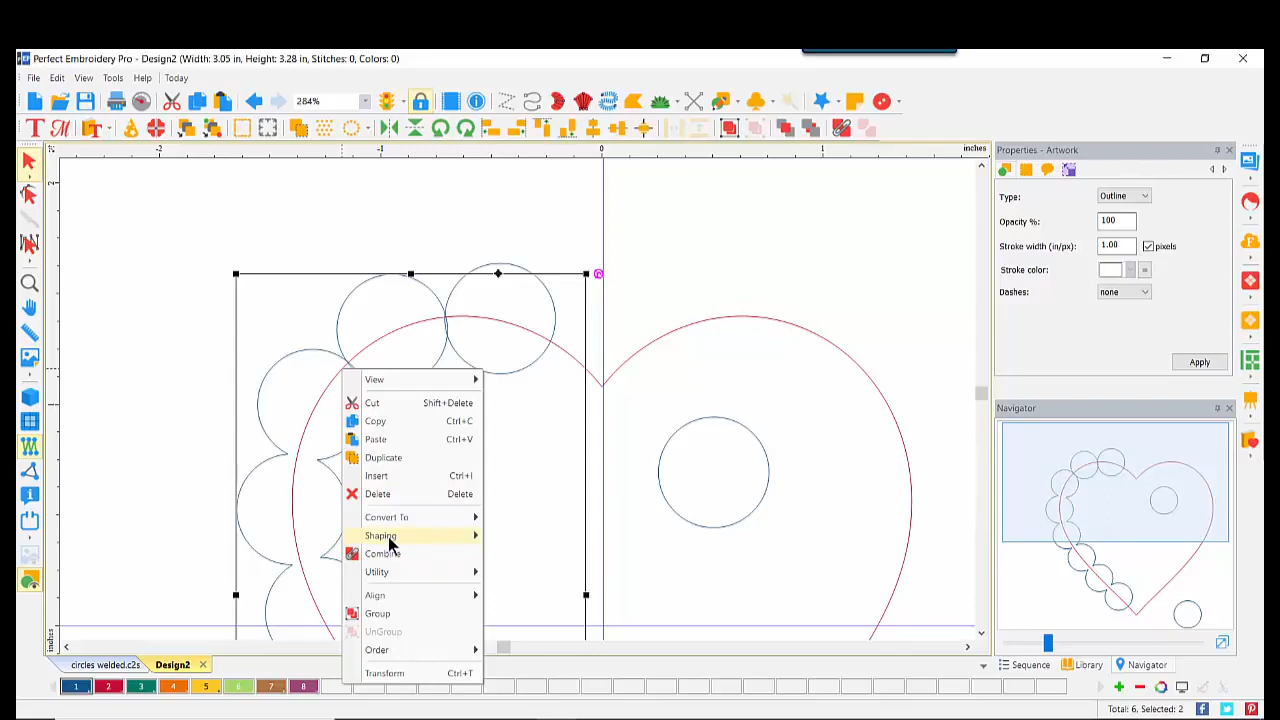 Perfect Embroidery Pro - Design2 (Width: 3.05 in, Height: 3.28 in, Stitches: 0, Colors: 0)
File Edit View Tools Help Today
284%
-2 -1 0 1 inches
2
inches
View
Cut Shift+Delete
Copy Ctrl+C
Paste Ctrl+V
Duplicate
Insert Ctrl+I
Delete Delete
Convert To
Shaping
Combine
Utility
Align
Group
UnGroup
Order
Transform Ctrl+T
Properties - Artwork
Type: Outline
Opacity %: 100
Stroke width (in/px): 1.00 pixels
Stroke color:
Dashes: none
Apply
Navigator
circles welded.c2s Design2
Sequence Library Navigator
1 2 3 4 5 6 7 8
Total: 6, Selected: 2